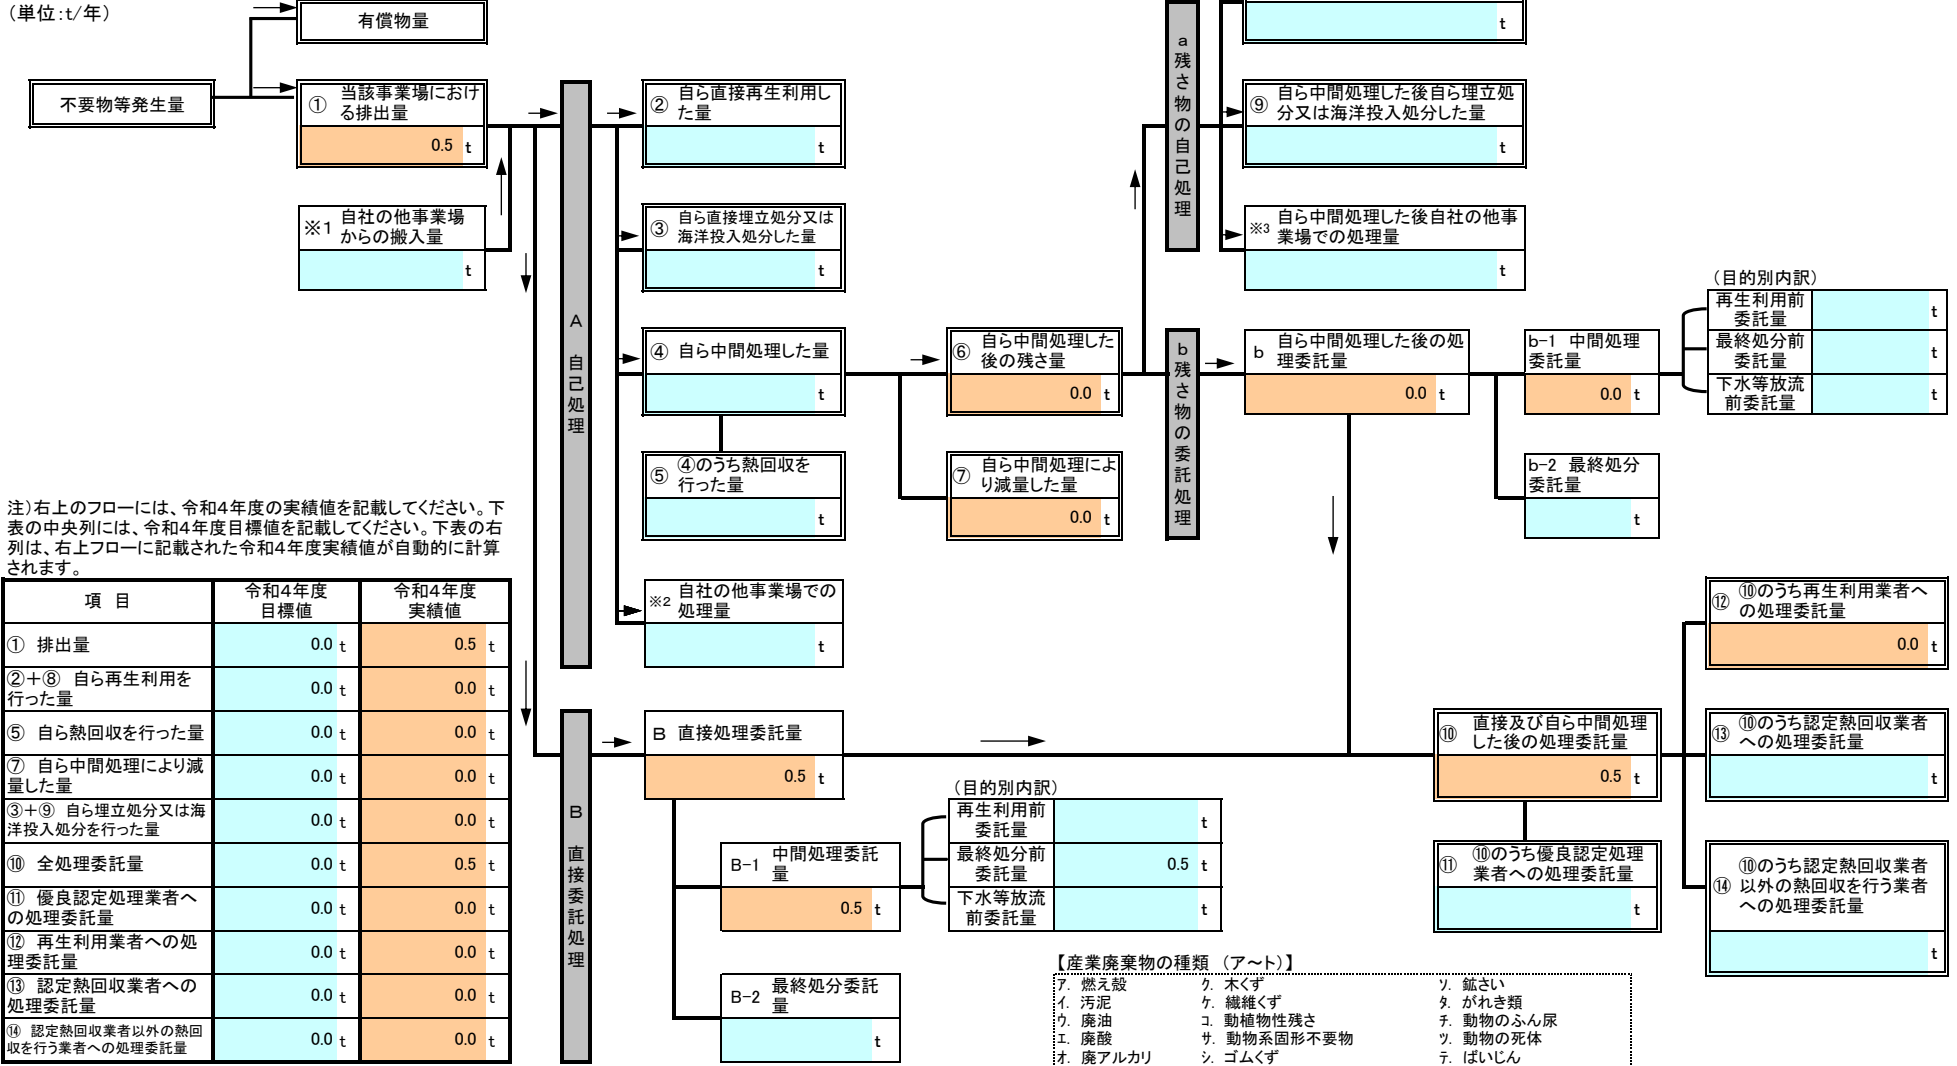 (単位:t/年)
有償物量
不要物等発生量
① 当該事業場におけ
る排出量
0.5 t
※1 自社の他事業場
からの搬入量
t
A 自己処理
② 自ら直接再生利用し
た量
t
③ 自ら直接埋立処分又は
海洋投入処分した量
t
④ 自ら中間処理した量
t
⑤ ④のうち熱回収を
行った量
t
※2 自社の他事業場での
処理量
t
⑥ 自ら中間処理した
後の残さ量
0.0 t
⑦ 自ら中間処理によ
り減量した量
0.0 t
a 残さ物の自己処理
t
⑨ 自ら中間処理した後自ら埋立処
分又は海洋投入処分した量
t
※3 自ら中間処理した後自社の他事
業場での処理量
t
b 残さ物の委託処理
b 自ら中間処理した後の処
理委託量
0.0 t
b-1 中間処理
委託量
0.0 t
b-2 最終処分
委託量
t
(目的別内訳)
再生利用前
委託量
t
最終処分前
委託量
t
下水等放流
前委託量
t
注)右上のフローには、令和4年度の実績値を記載してください。下
表の中央列には、令和4年度目標値を記載してください。下表の右
列は、右上フローに記載された令和4年度実績値が自動的に計算
されます。
項 目
令和4年度
目標値
令和4年度
実績値
① 排出量
0.0 t 0.5 t
②+⑧ 自ら再生利用を
行った量
0.0 t 0.0 t
⑤ 自ら熱回収を行った量
0.0 t 0.0 t
⑦ 自ら中間処理により減
量した量
0.0 t 0.0 t
③+⑨ 自ら埋立処分又は海
洋投入処分を行った量
0.0 t 0.0 t
⑩ 全処理委託量
0.0 t 0.5 t
⑪ 優良認定処理業者へ
の処理委託量
0.0 t 0.0 t
⑫ 再生利用業者への処
理委託量
0.0 t 0.0 t
⑬ 認定熱回収業者への
処理委託量
0.0 t 0.0 t
⑭ 認定熱回収業者以外の熱回
収を行う業者への処理委託量
0.0 t 0.0 t
B 直接委託処理
B 直接処理委託量
0.5 t
B-1 中間処理委託
量
0.5 t
B-2 最終処分委託
量
t
(目的別内訳)
再生利用前
委託量
t
最終処分前
委託量
0.5 t
下水等放流
前委託量
t
⑩ 直接及び自ら中間処理
した後の処理委託量
0.5 t
⑪ ⑩のうち優良認定処理
業者への処理委託量
t
⑫ ⑩のうち再生利用業者へ
の処理委託量
0.0 t
⑬ ⑩のうち認定熱回収業者
への処理委託量
t
⑭ ⑩のうち認定熱回収業者
以外の熱回収を行う業者
への処理委託量
t
【産業廃棄物の種類 (ア~ト)】
ア. 燃え殻 ク. 木くず ソ. 鉱さい
イ. 汚泥 ケ. 繊維くず タ. がれき類
ウ. 廃油 コ. 動植物性残さ チ. 動物のふん尿
エ. 廃酸 サ. 動物系固形不要物 ツ. 動物の死体
オ. 廃アルカリ シ. ゴムくず テ. ばいじん